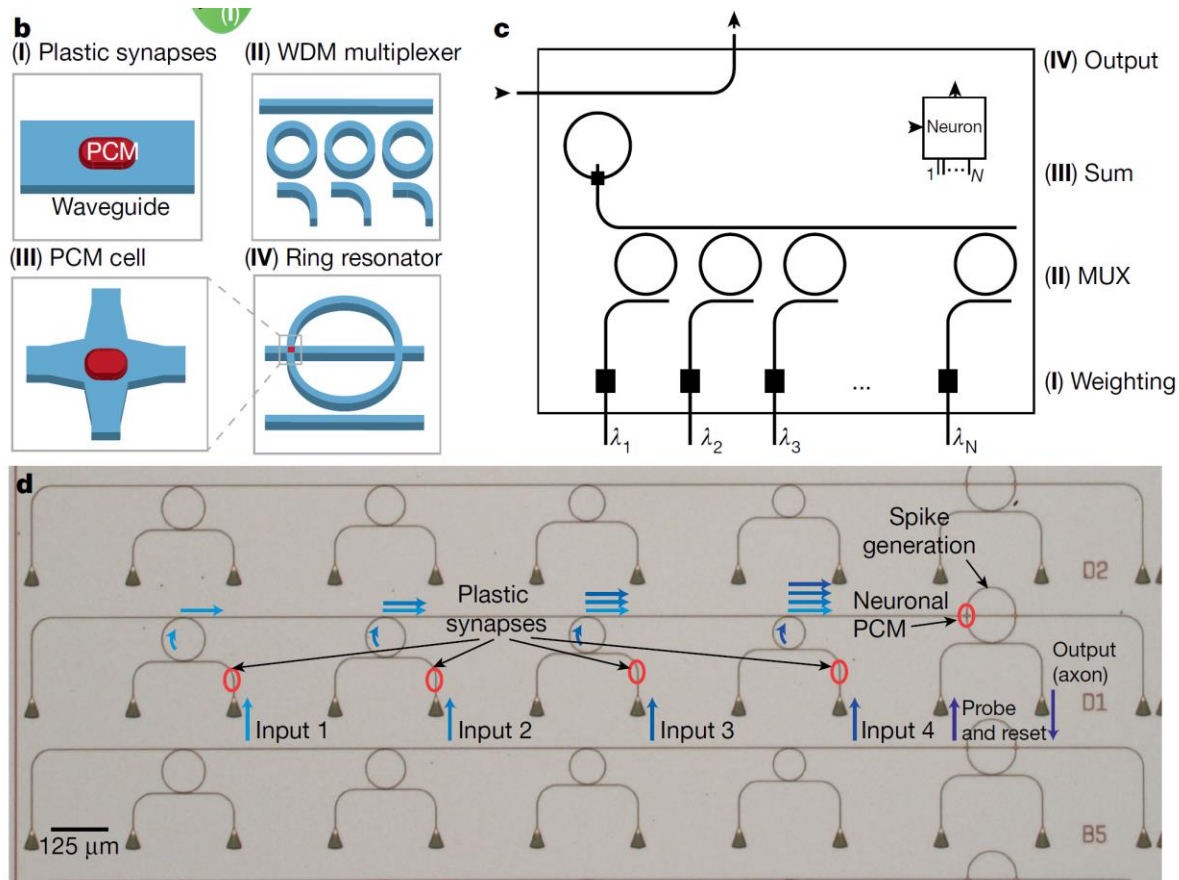 (I)
b
(I) Plastic synapses
(II) WDM multiplexer
PCM
Waveguide
(III) PCM cell
(IV) Ring resonator
c
(IV) Output
Neuron
1 ... N
(III) Sum
(II) MUX
...
(I) Weighting
λ1 λ2 λ3 λN
d
Spike
generation
D2
Plastic
synapses
Neuronal
PCM
Output
(axon)
D1
Input 1
Input 2
Input 3
Input 4
Probe
and reset
125 μm
B5